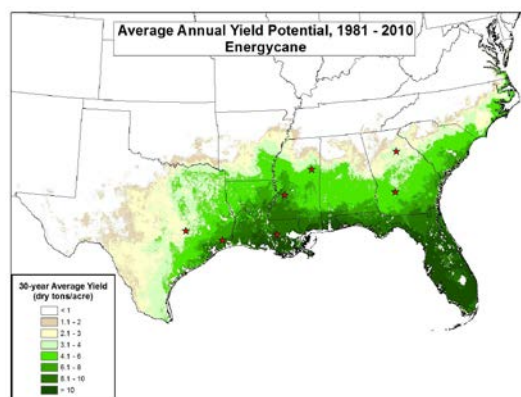 Average Annual Yield Potential, 1981 - 2010
Energycane
30-year Average Yield
(dry tons/acre)
< 1
1.1 - 2
2.1 - 3
3.1 - 4
4.1 - 6
6.1 - 8
8.1 - 10
> 10